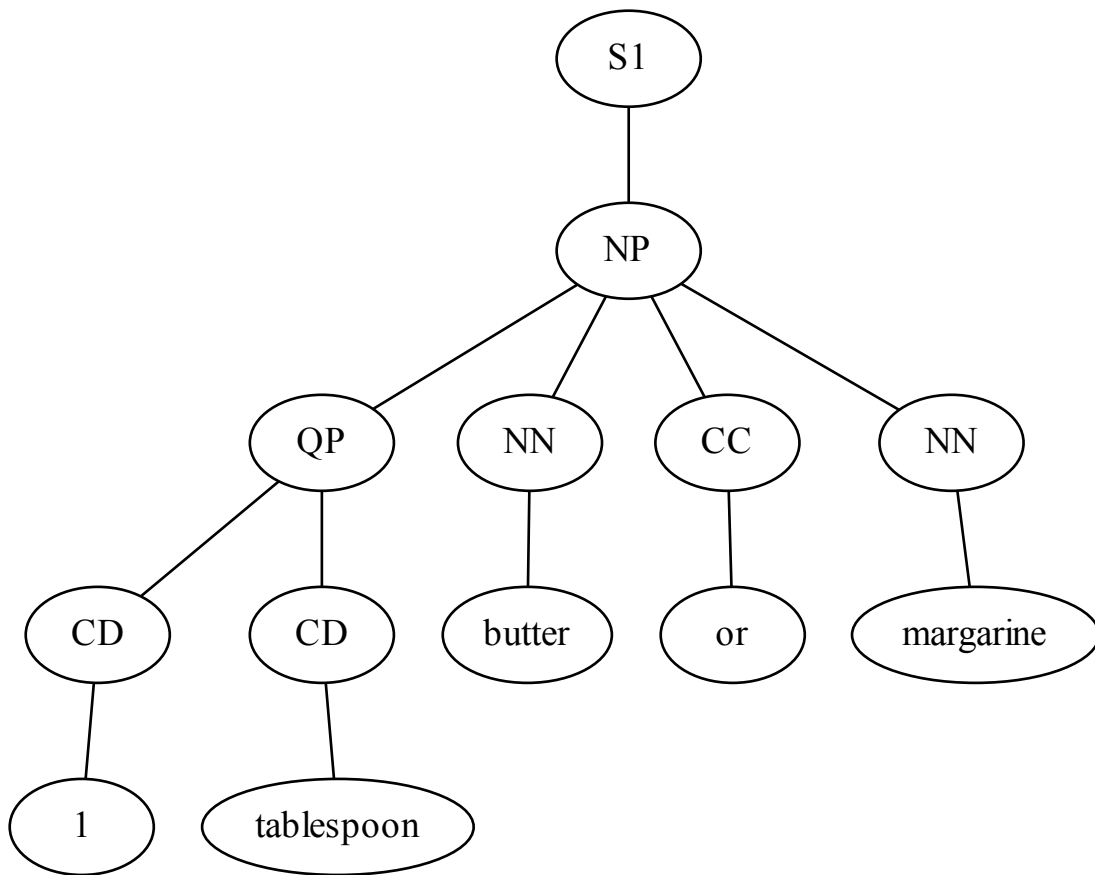 S1
NP
QP NN CC NN
CD CD butter or margarine
1 tablespoon